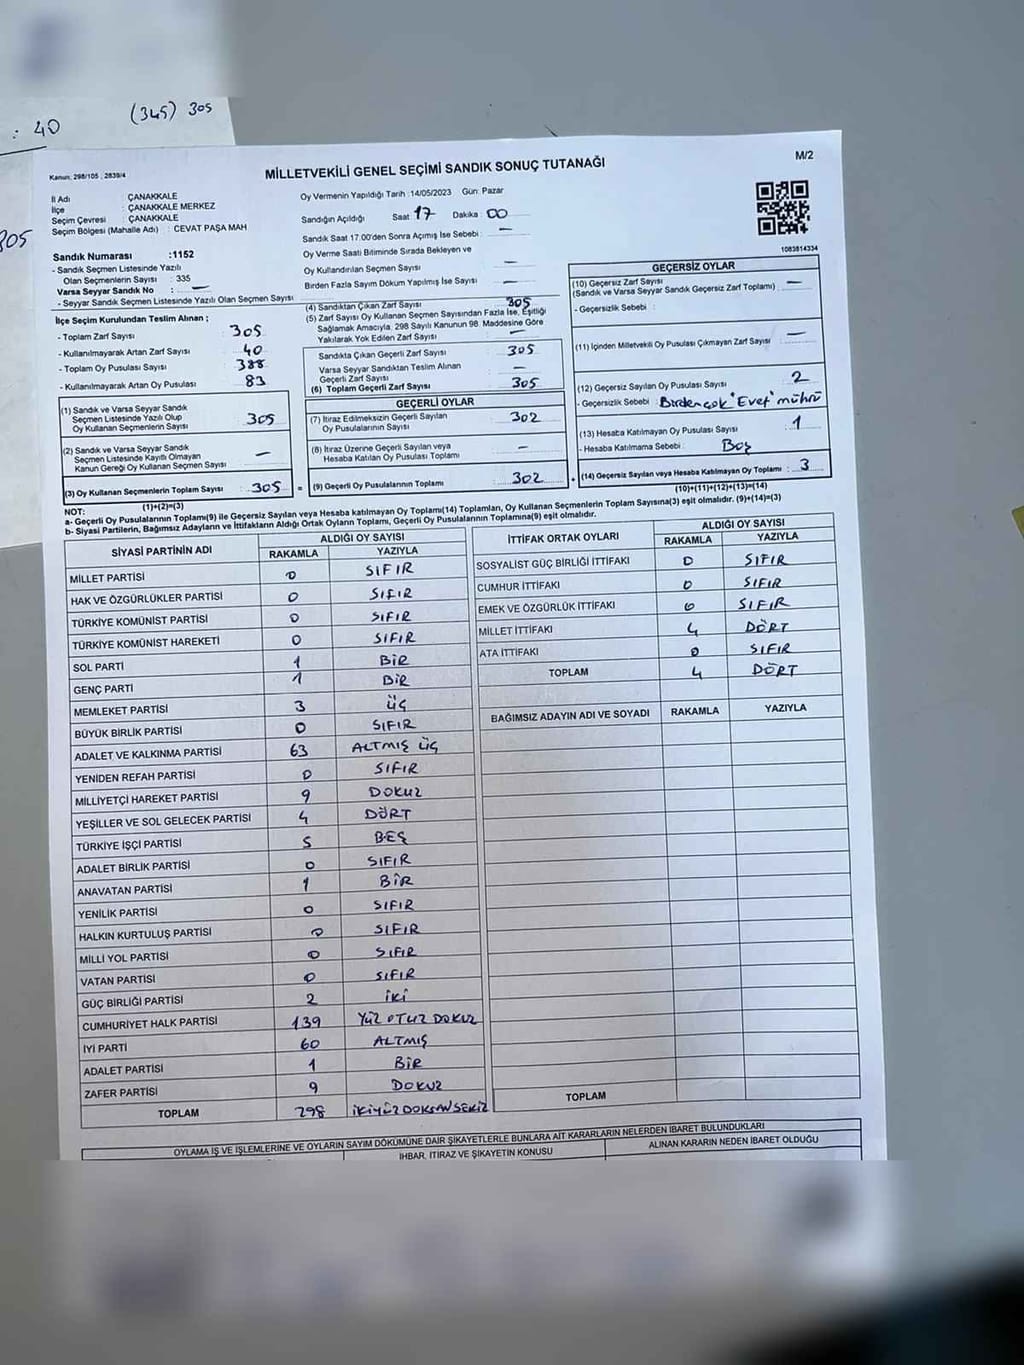 : 40
(345) 305
305
Kanun: 298/105 , 2839/4
MİLLETVEKİLİ GENEL SEÇİMİ SANDIK SONUÇ TUTANAĞI
M/2
İl Adı : ÇANAKKALE
İlçe : ÇANAKKALE MERKEZ
Seçim Çevresi : ÇANAKKALE
Seçim Bölgesi (Mahalle Adı) : CEVAT PAŞA MAH
Oy Vermenin Yapıldığı Tarih :14/05/2023 Gün: Pazar
Sandığın Açıldığı Saat 17 Dakika : 00
Sandık Saat 17.00'den Sonra Açımış İse Sebebi : —
Oy Verme Saati Bitiminde Sırada Bekleyen ve
Oy Kullandırılan Seçmen Sayısı —
Birden Fazla Sayım Dökum Yapılmış İse Sayısı : —
1083814334
Sandık Numarası :1152
- Sandık Seçmen Listesinde Yazılı
Olan Seçmenlerin Sayısı : 335
Varsa Seyyar Sandık No : —
- Seyyar Sandık Seçmen Listesinde Yazılı Olan Seçmen Sayısı
İlçe Seçim Kurulundan Teslim Alınan ;
- Toplam Zarf Sayısı 305
- Kullanılmayarak Artan Zarf Sayısı 40
- Toplam Oy Pusulası Sayısı 388
- Kullanılmayarak Artan Oy Pusulası 83
(1) Sandık ve Varsa Seyyar Sandık
Seçmen Listesinde Yazılı Olup
Oy Kullanan Seçmenlerin Sayısı 305
(2) Sandık ve Varsa Seyyar Sandık
Seçmen Listesinde Kayıtlı Olmayan
Kanun Gereği Oy Kullanan Seçmen Sayısı —
(3) Oy Kullanan Seçmenlerin Toplam Sayısı : 305 =
(1)+(2)=(3)
(4) Sandıktan Çıkan Zarf Sayısı 305
(5) Zarf Sayısı Oy Kullanan Seçmen Sayısından Fazla İse, Eşitliği
Sağlamak Amacıyla, 298 Sayılı Kanunun 98. Maddesine Göre
Yakılarak Yok Edilen Zarf Sayısı —
Sandıkta Çıkan Geçerli Zarf Sayısı 305
Varsa Seyyar Sandıktan Teslim Alınan
Geçerli Zarf Sayısı —
(6) Toplam Geçerli Zarf Sayısı 305
GEÇERLİ OYLAR
(7) İtiraz Edilmeksizin Geçerli Sayılan
Oy Pusulalarının Sayısı 302
(8) İtiraz Üzerine Geçerli Sayılan veya
Hesaba Katılan Oy Pusulası Toplamı —
(9) Geçerli Oy Pusulalarının Toplamı : 302 +
GEÇERSİZ OYLAR
(10) Geçersiz Zarf Sayısı
(Sandık ve Varsa Seyyar Sandık Geçersiz Zarf Toplamı) —
- Geçersizlik Sebebi :
(11) İçinden Milletvekili Oy Pusulası Çıkmayan Zarf Sayısı —
(12) Geçersiz Sayılan Oy Pusulası Sayısı 2
- Geçersizlik Sebebi : Birden çok "Evet" mührü
(13) Hesaba Katılmayan Oy Pusulası Sayısı : 1
- Hesaba Katılmama Sebebi : Boş
(14) Geçersiz Sayılan veya Hesaba Katılmayan Oy Toplamı : 3
(10)+(11)+(12)+(13)=(14)
NOT:
a- Geçerli Oy Pusulalarının Toplamı(9) ile Geçersiz Sayılan veya Hesaba katılmayan Oy Toplamı(14) Toplamları, Oy Kullanan Seçmenlerin Toplam Sayısına(3) eşit olmalıdır. (9)+(14)=(3)
b- Siyasi Partilerin, Bağımsız Adayların ve İttifakların Aldığı Ortak Oyların Toplamı, Geçerli Oy Pusulalarının Toplamına(9) eşit olmalıdır.
SİYASİ PARTİNİN ADI ALDIĞI OY SAYISI
RAKAMLA YAZIYLA
MİLLET PARTİSİ 0 SIFIR
HAK VE ÖZGÜRLÜKLER PARTİSİ 0 SIFIR
TÜRKİYE KOMÜNİST PARTİSİ 0 SIFIR
TÜRKİYE KOMÜNİST HAREKETİ 0 SIFIR
SOL PARTİ 1 BİR
GENÇ PARTİ 1 BİR
MEMLEKET PARTİSİ 3 ÜÇ
BÜYÜK BİRLİK PARTİSİ 0 SIFIR
ADALET VE KALKINMA PARTİSİ 63 ALTMIŞ ÜÇ
YENİDEN REFAH PARTİSİ 0 SIFIR
MİLLİYETÇİ HAREKET PARTİSİ 9 DOKUZ
YEŞİLLER VE SOL GELECEK PARTİSİ 4 DÖRT
TÜRKİYE İŞÇİ PARTİSİ 5 BEŞ
ADALET BİRLİK PARTİSİ 0 SIFIR
ANAVATAN PARTİSİ 1 BİR
YENİLİK PARTİSİ 0 SIFIR
HALKIN KURTULUŞ PARTİSİ 0 SIFIR
MİLLİ YOL PARTİSİ 0 SIFIR
VATAN PARTİSİ 0 SIFIR
GÜÇ BİRLİĞİ PARTİSİ 2 İKİ
CUMHURİYET HALK PARTİSİ 139 YÜZ OTUZ DOKUZ
İYİ PARTİ 60 ALTMIŞ
ADALET PARTİSİ 1 BİR
ZAFER PARTİSİ 9 DOKUZ
TOPLAM 298 İKİYÜZ DOKSAN SEKİZ
İTTİFAK ORTAK OYLARI ALDIĞI OY SAYISI
RAKAMLA YAZIYLA
SOSYALİST GÜÇ BİRLİĞİ İTTİFAKI 0 SIFIR
CUMHUR İTTİFAKI 0 SIFIR
EMEK VE ÖZGÜRLÜK İTTİFAKI 0 SIFIR
MİLLET İTTİFAKI 4 DÖRT
ATA İTTİFAKI 0 SIFIR
TOPLAM 4 DÖRT
BAĞIMSIZ ADAYIN ADI VE SOYADI RAKAMLA YAZIYLA
TOPLAM
OYLAMA İŞ VE İŞLEMLERİNE VE OYLARIN SAYIM DÖKÜMÜNE DAİR ŞİKAYETLERLE BUNLARA AİT KARARLARIN NELERDEN İBARET BULUNDUKLARI
İHBAR, İTİRAZ VE ŞİKAYETİN KONUSU ALINAN KARARIN NEDEN İBARET OLDUĞU